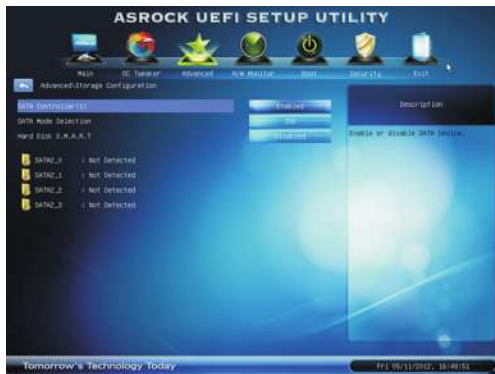 ASROCK UEFI SETUP UTILITY
Main OC Tweaker Advanced H/W Monitor Boot Security Exit
Advanced\Storage Configuration
SATA Controller(s) Enabled
SATA Mode Selection IDE
Hard Disk S.M.A.R.T Disabled
SATA2_0 : Not Detected
SATA2_1 : Not Detected
SATA2_2 : Not Detected
SATA2_3 : Not Detected
Description
Enable or disable SATA Device.
Tomorrow's Technology Today
Fri 05/11/2012, 16:48:51